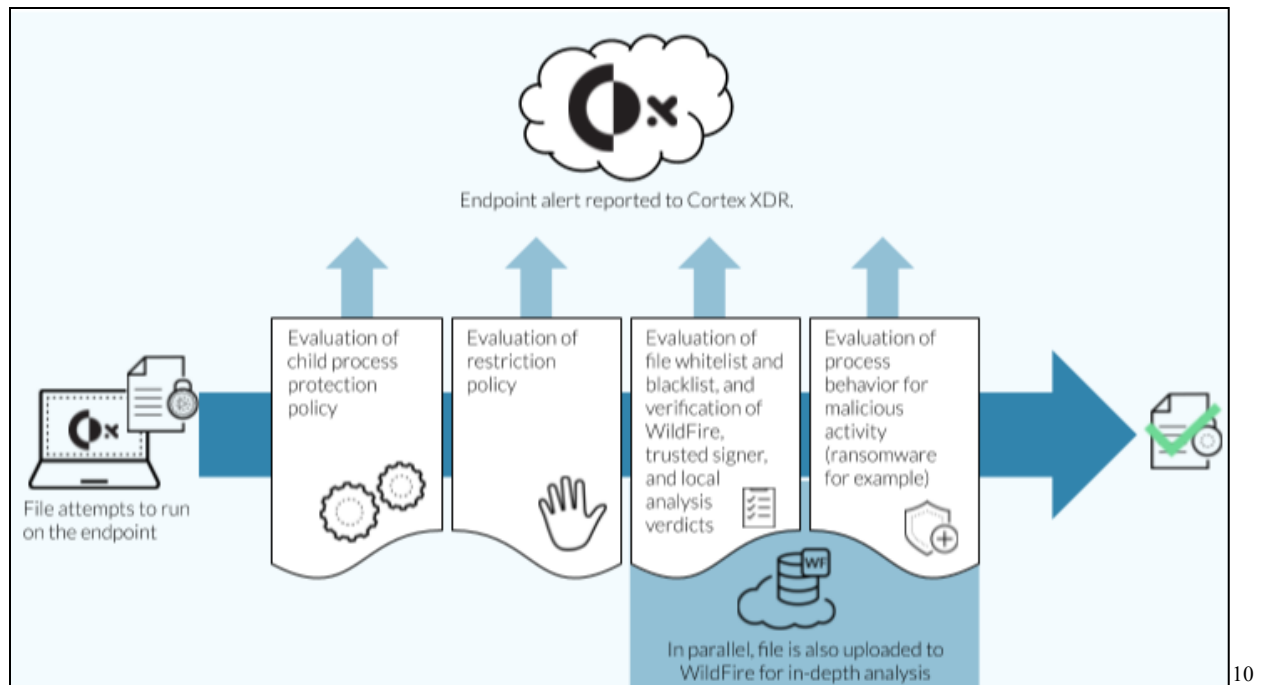 Endpoint alert reported to Cortex XDR.
Evaluation of
child process
protection
policy
Evaluation of
restriction
policy
Evaluation of
file whitelist and
blacklist, and
verification of
WildFire,
trusted signer,
and local
analysis
verdicts
Evaluation of
process
behavior for
malicious
activity
(ransomware
for example)
File attempts to run
on the endpoint
WF
In parallel, file is also uploaded to
WildFire for in-depth analysis
10